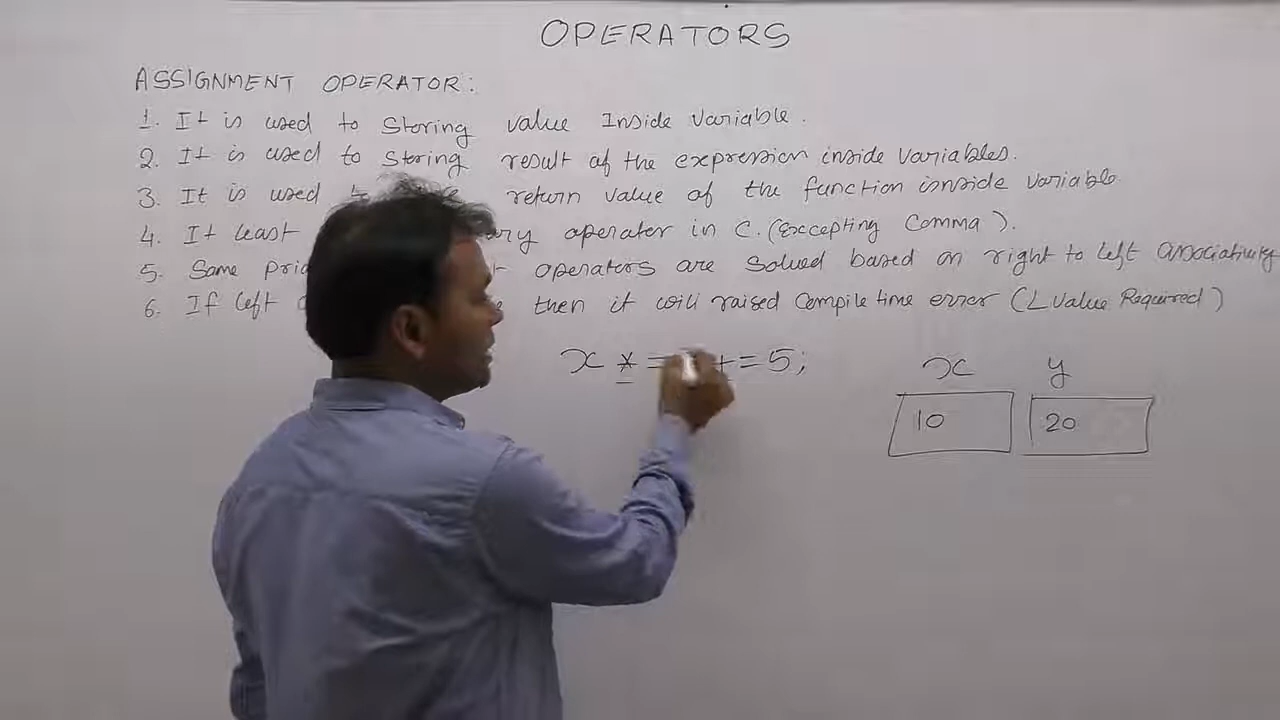 OPERATORS
ASSIGNMENT OPERATOR:
1. It is used to Storing value Inside Variable.
2. It is used to Storing result of the expression inside Variables.
3. It is used return value of the function inside variable
4. It Least operator in C. (Excepting Comma).
5. Same operators are solved based on right to left associativity
6. If left then it will raised Compile time error (L value Required)
x * = + = 5;
x y
10 20